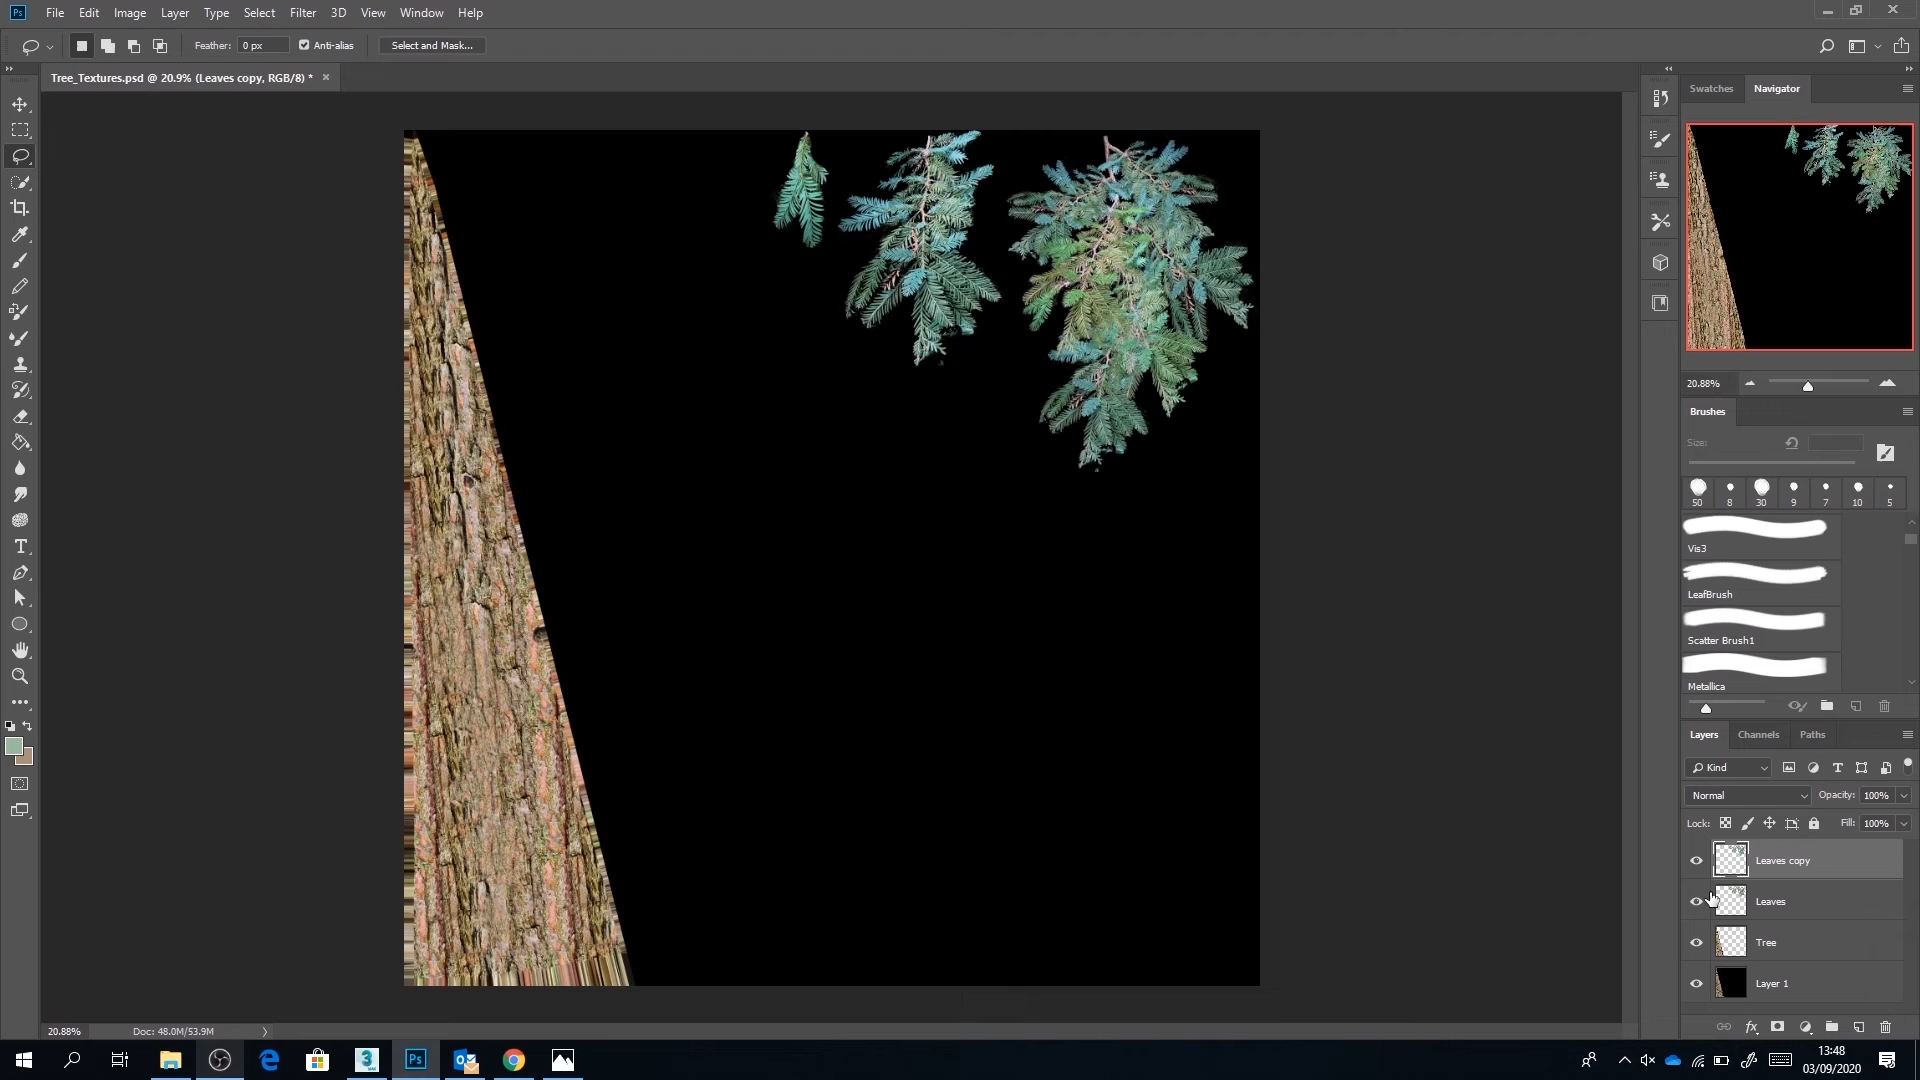 Ps File Edit Image Layer Type Select Filter 3D View Window Help
Feather: 0 px Anti-alias Select and Mask...
Tree_Textures.psd @ 20.9% (Leaves copy, RGB/8) * ×
Swatches Navigator
20.88%
Brushes
Size:
50 8 30 9 7 10 5
Vis3
LeafBrush
Scatter Brush1
Metallica
Layers Channels Paths
Kind
Normal Opacity: 100%
Lock: Fill: 100%
Leaves copy
Leaves
Tree
Layer 1
20.88% Doc: 48.0M/53.9M
13:48
03/09/2020